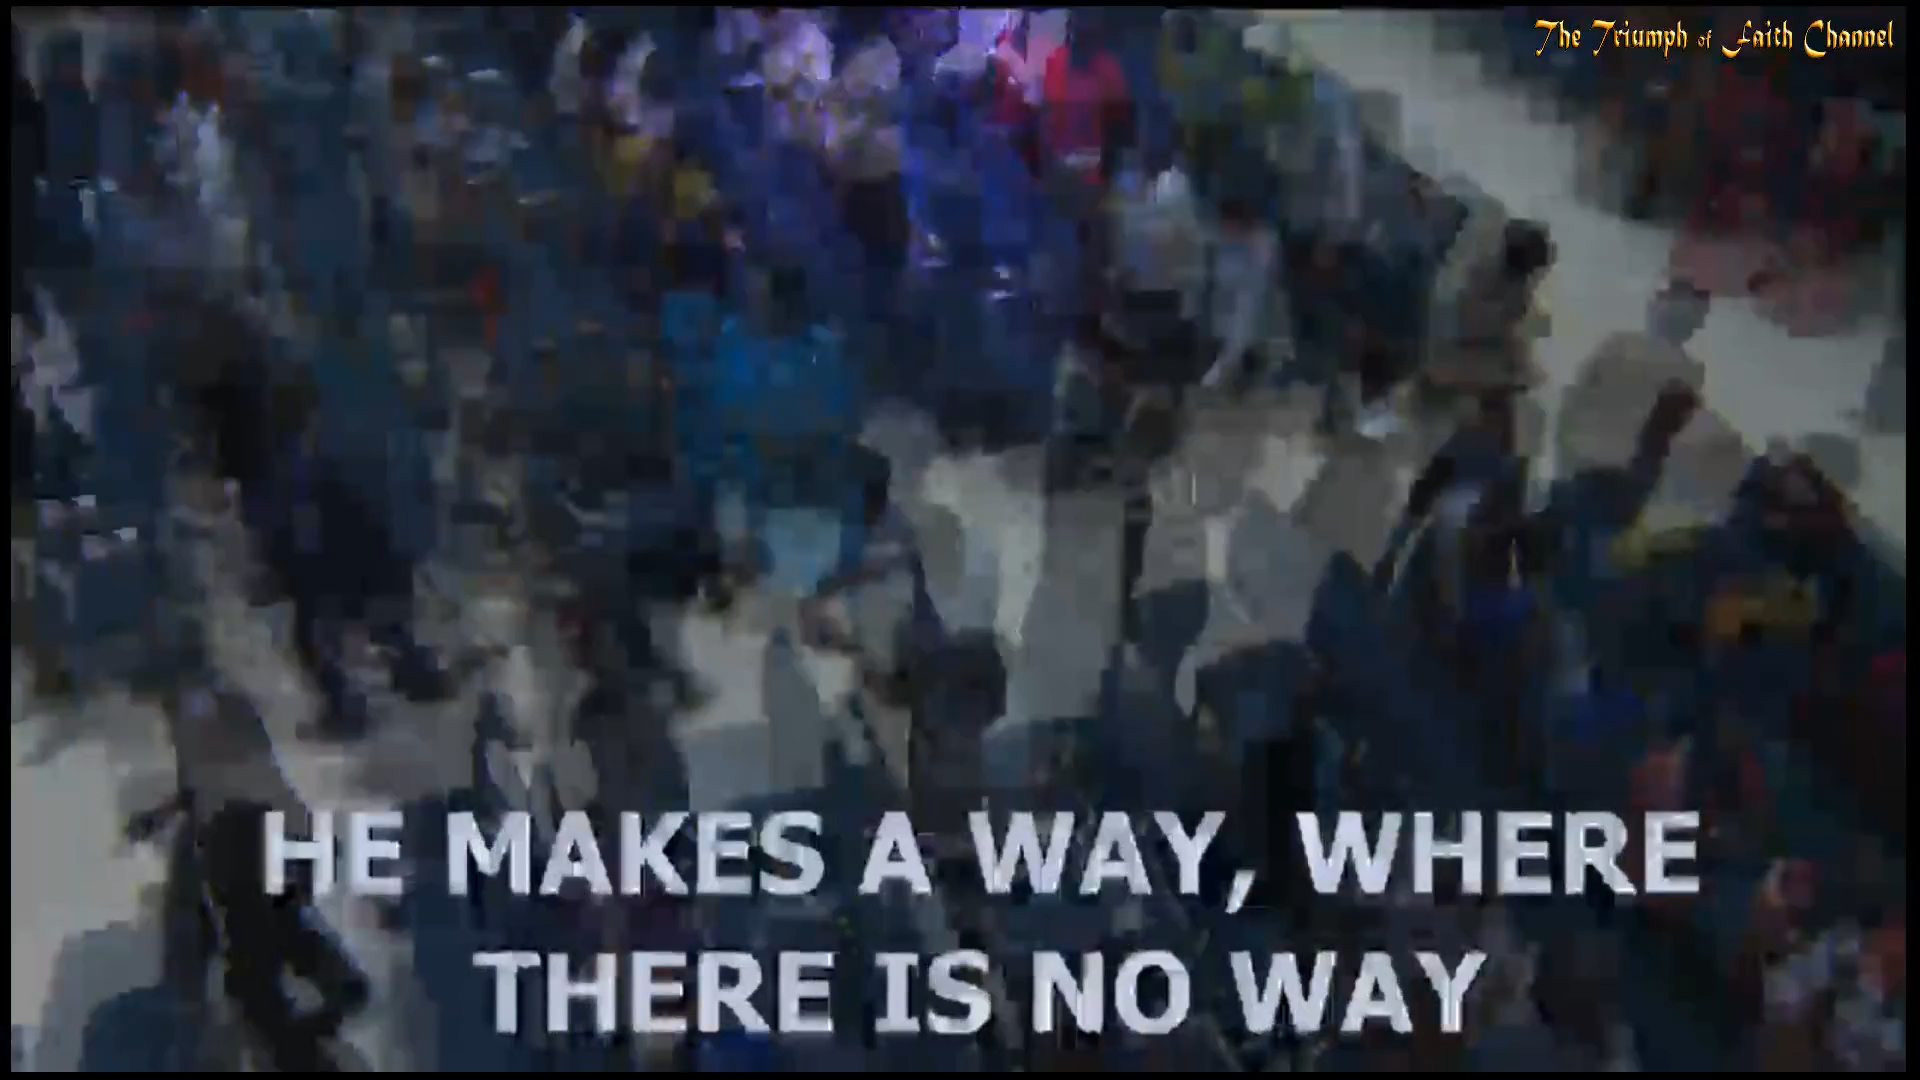 The Triumph of Faith Channel
HE MAKES A WAY, WHERE
THERE IS NO WAY